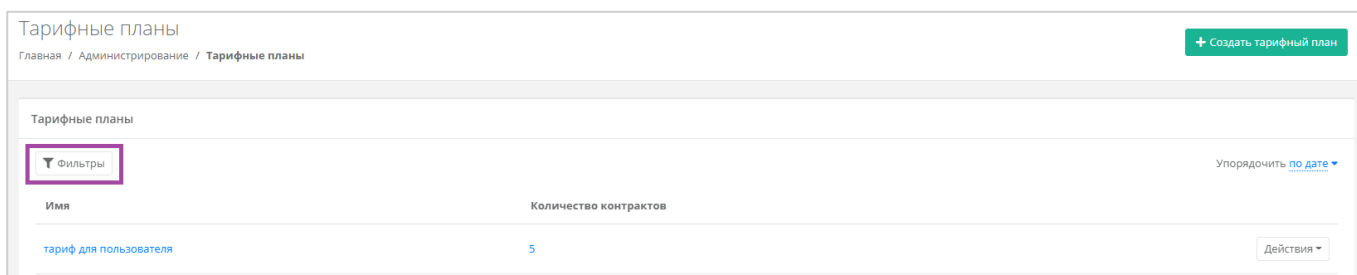 Тарифные планы
Главная / Администрирование / Тарифные планы
+ Создать тарифный план
Тарифные планы
Фильтры
Упорядочить по дате
Имя Количество контрактов
тариф для пользователя 5 Действия